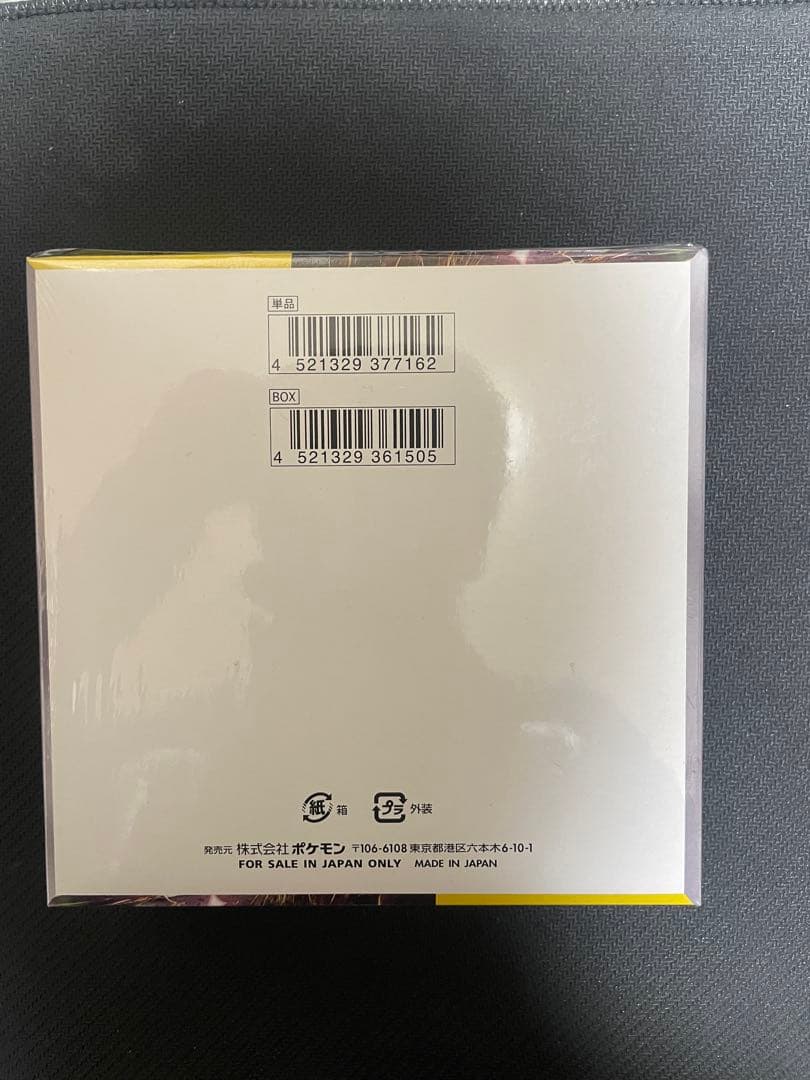 単品
4 521329 377162
BOX
4 521329 361505
紙 箱 プラ 外装
発売元 株式会社 ポケモン 〒106-6108 東京都港区六本木6-10-1
FOR SALE IN JAPAN ONLY MADE IN JAPAN